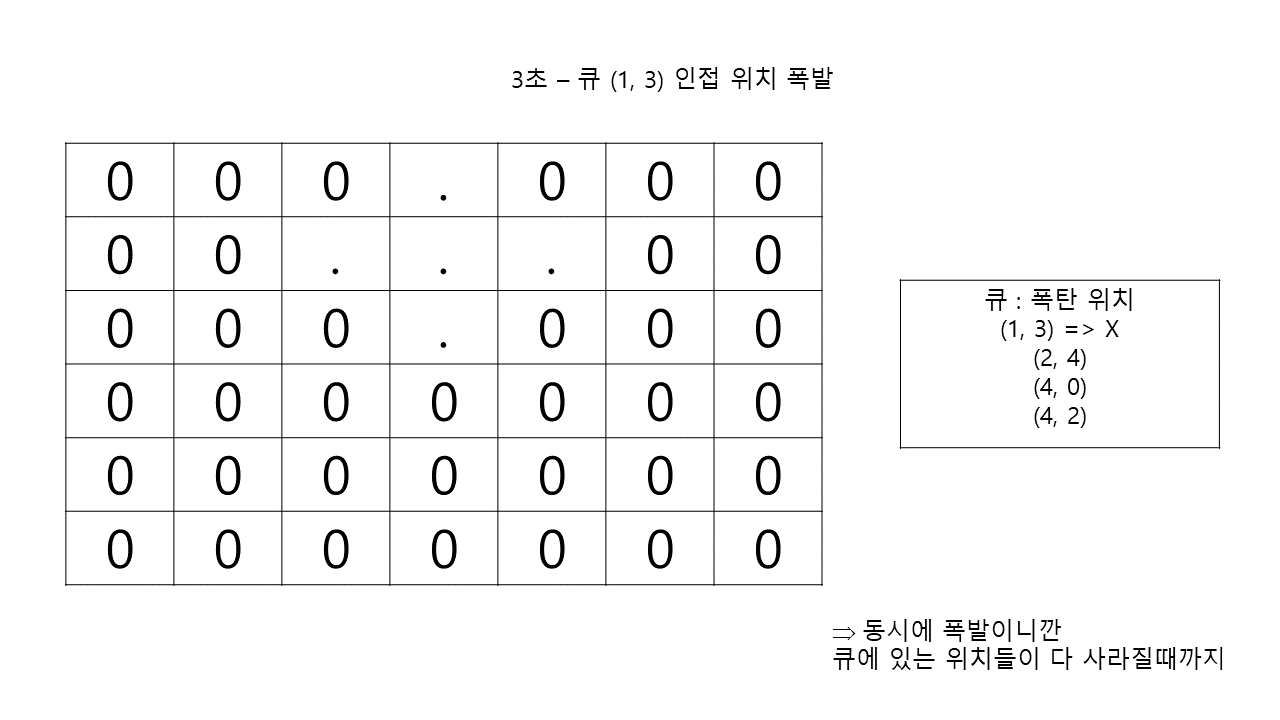 3초 – 큐 (1, 3) 인접 위치 폭발
0 0 0 . 0 0 0
0 0 . . . 0 0
0 0 0 . 0 0 0
0 0 0 0 0 0 0
0 0 0 0 0 0 0
0 0 0 0 0 0 0
큐 : 폭탄 위치
(1, 3) => X
(2, 4)
(4, 0)
(4, 2)
⇒ 동시에 폭발이니깐
큐에 있는 위치들이 다 사라질때까지